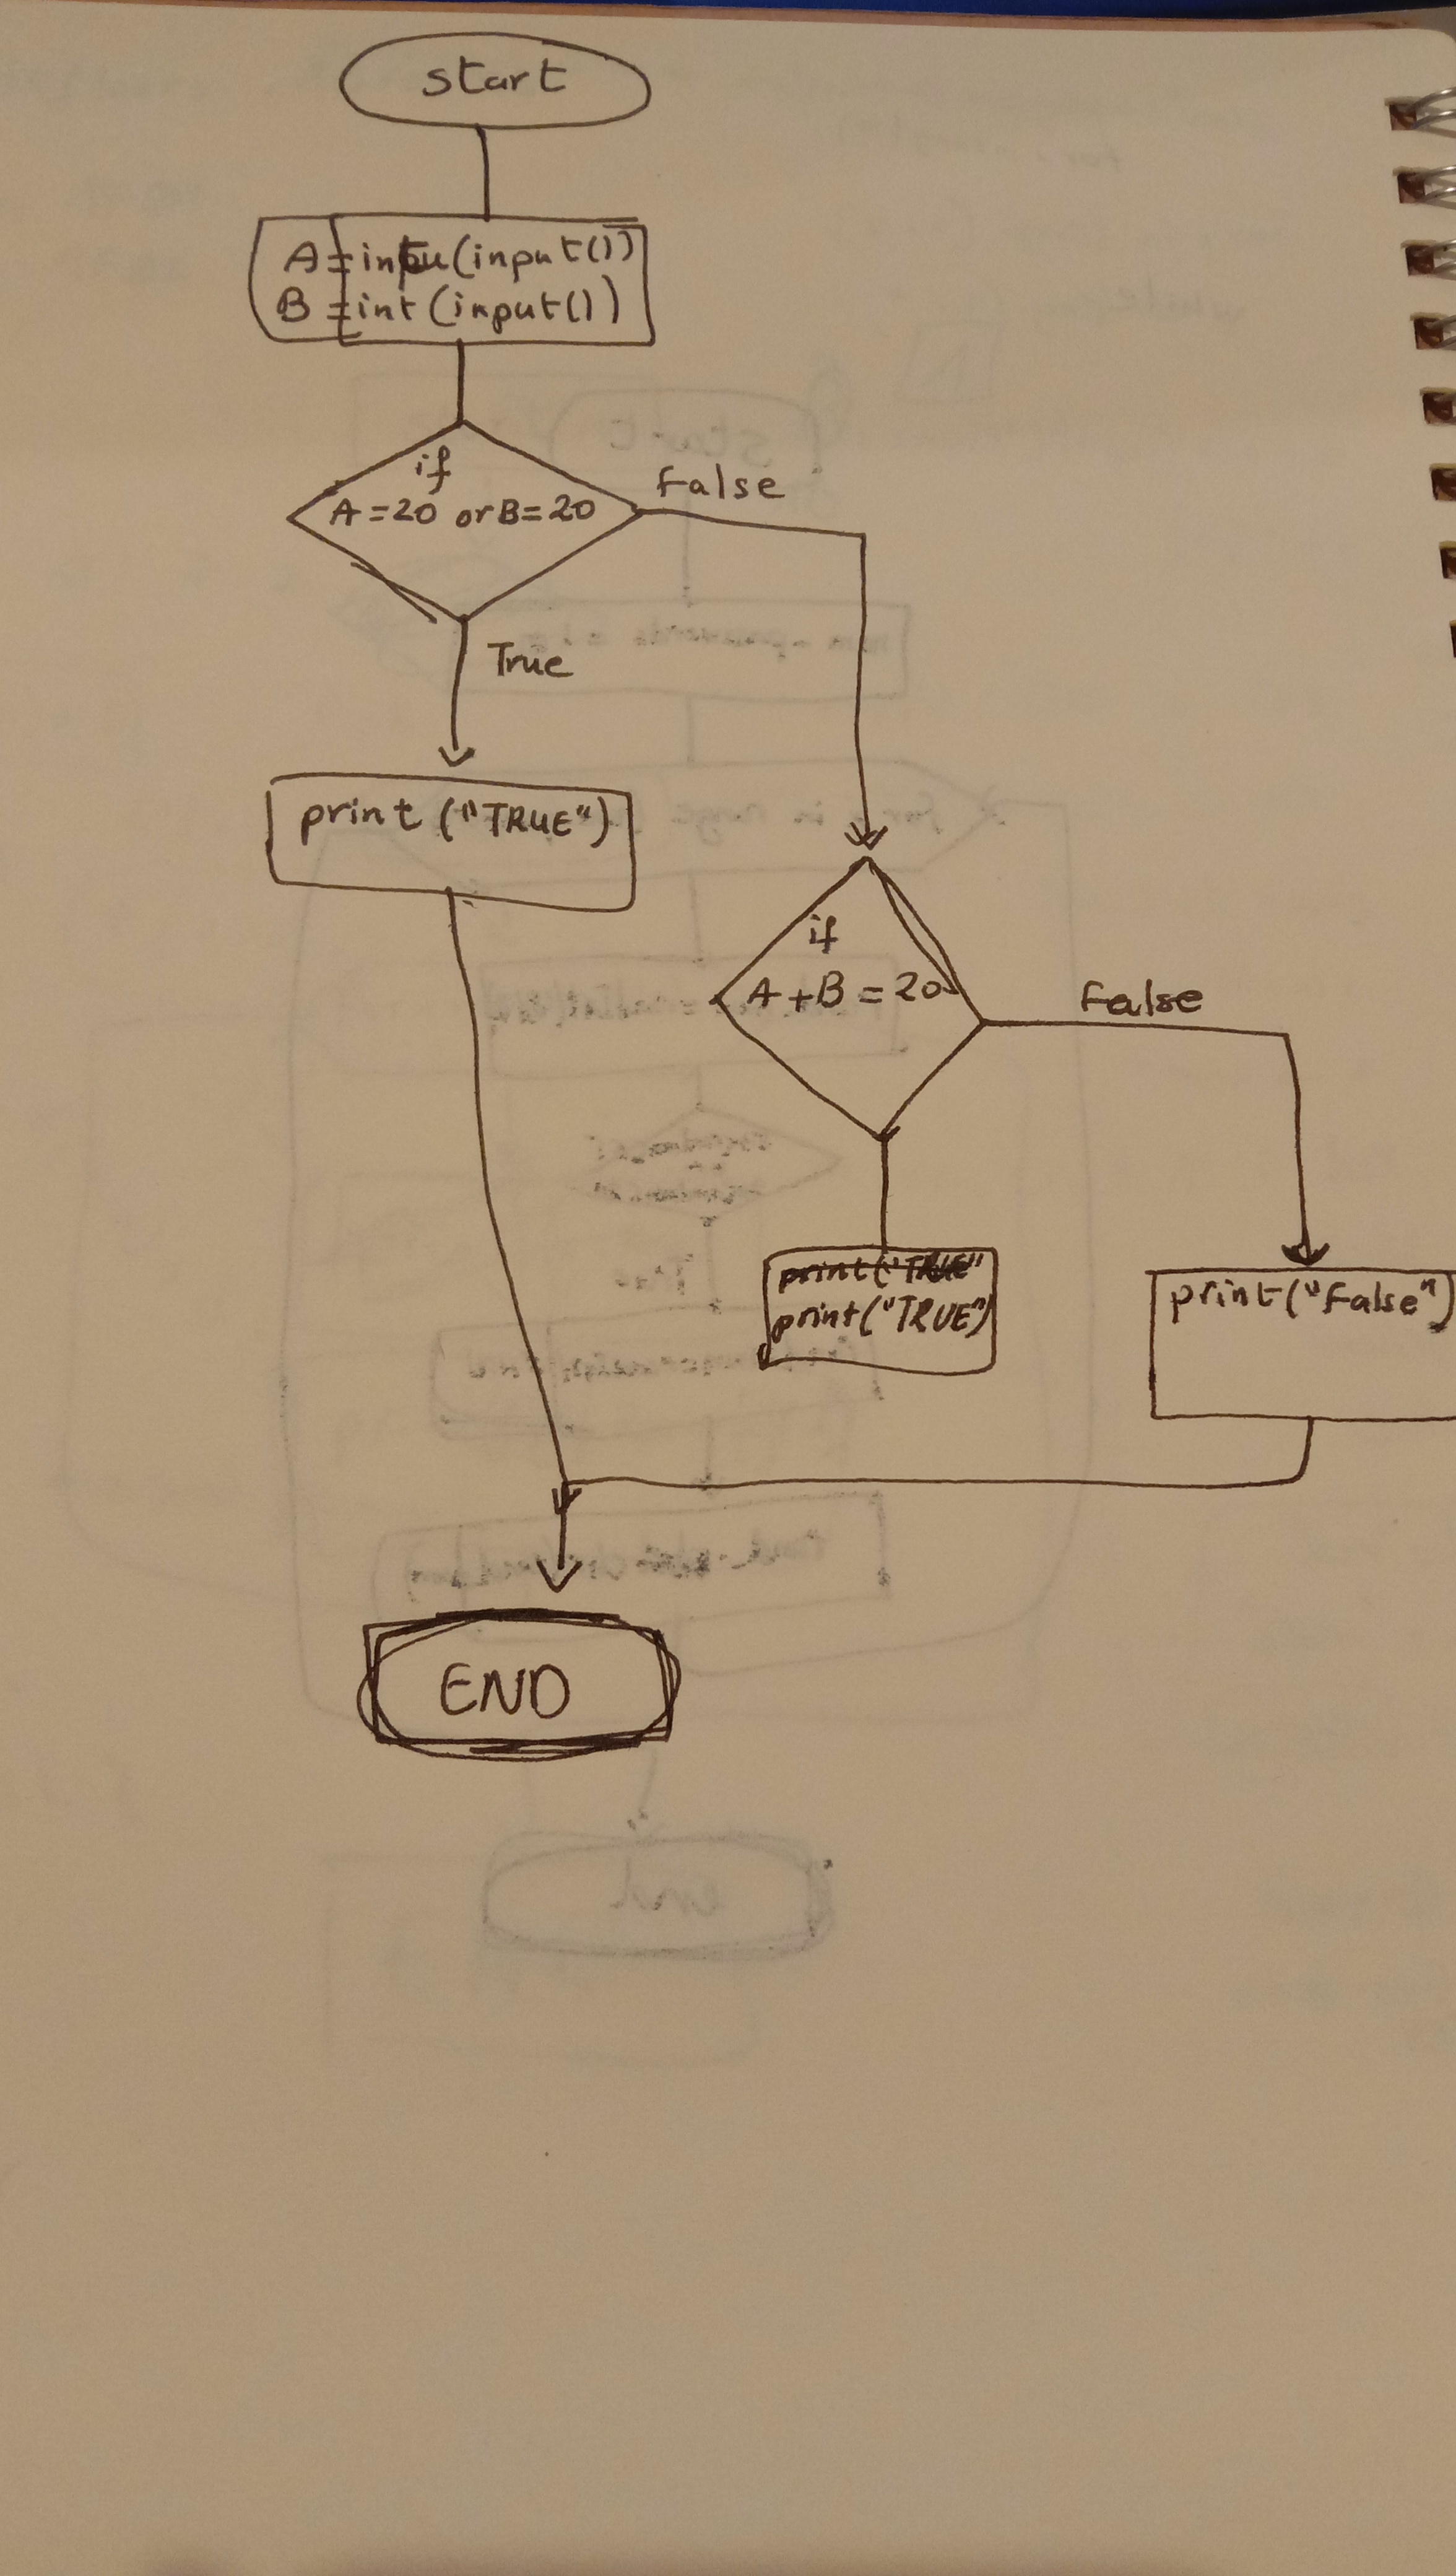 start
A=intu(input())
B=int(input())
if
A=20 or B=20
False
True
print ("TRUE")
if
A+B=20
False
print("TRUE"
print("TRUE")
print("False")
END